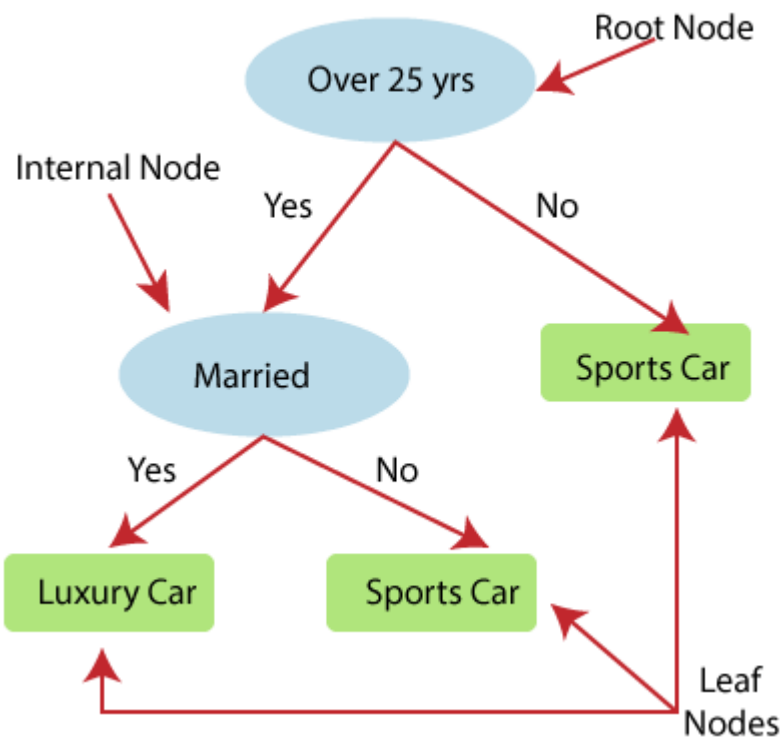 Root Node
Over 25 yrs
Internal Node
Yes
No
Married
Sports Car
Yes
No
Luxury Car
Sports Car
Leaf
Nodes